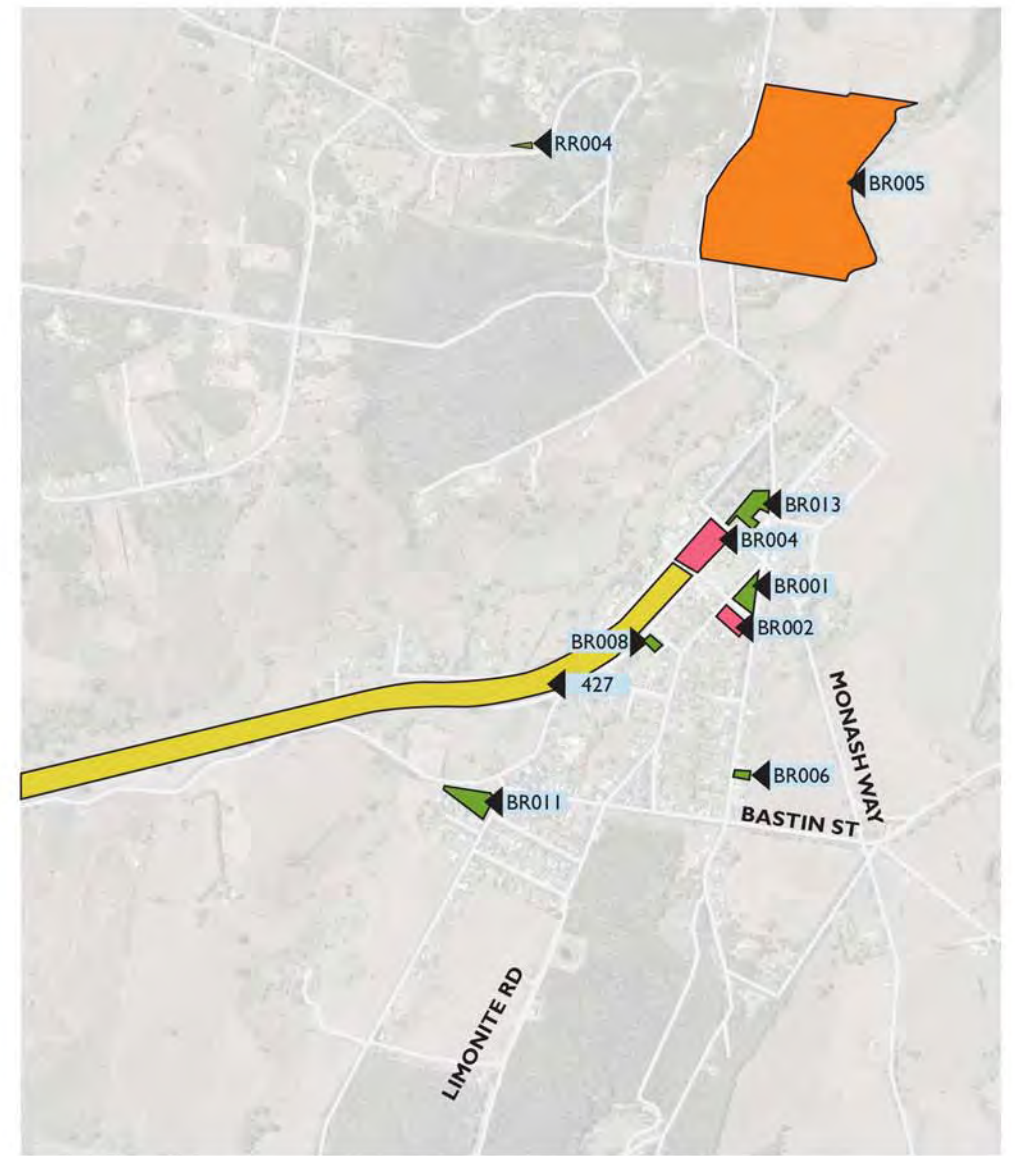 RR004
BR005
BR013
BR004
BR001
BR002
BR008
427
MONASH WAY
BR006
BR011
BASTIN ST
LIMONITE RD